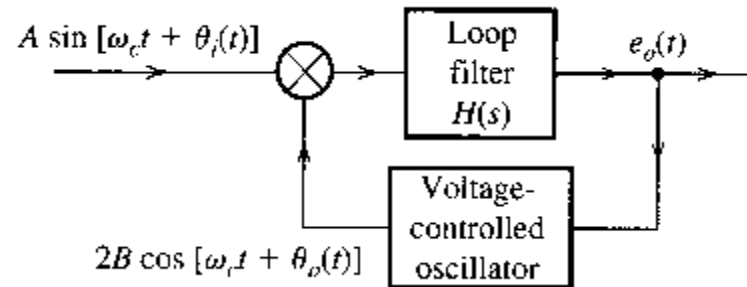 A sin [ω_c t + θ_i(t)]
Loop
filter
H(s)
e_o(t)
Voltage-
controlled
oscillator
2B cos [ω_c t + θ_o(t)]